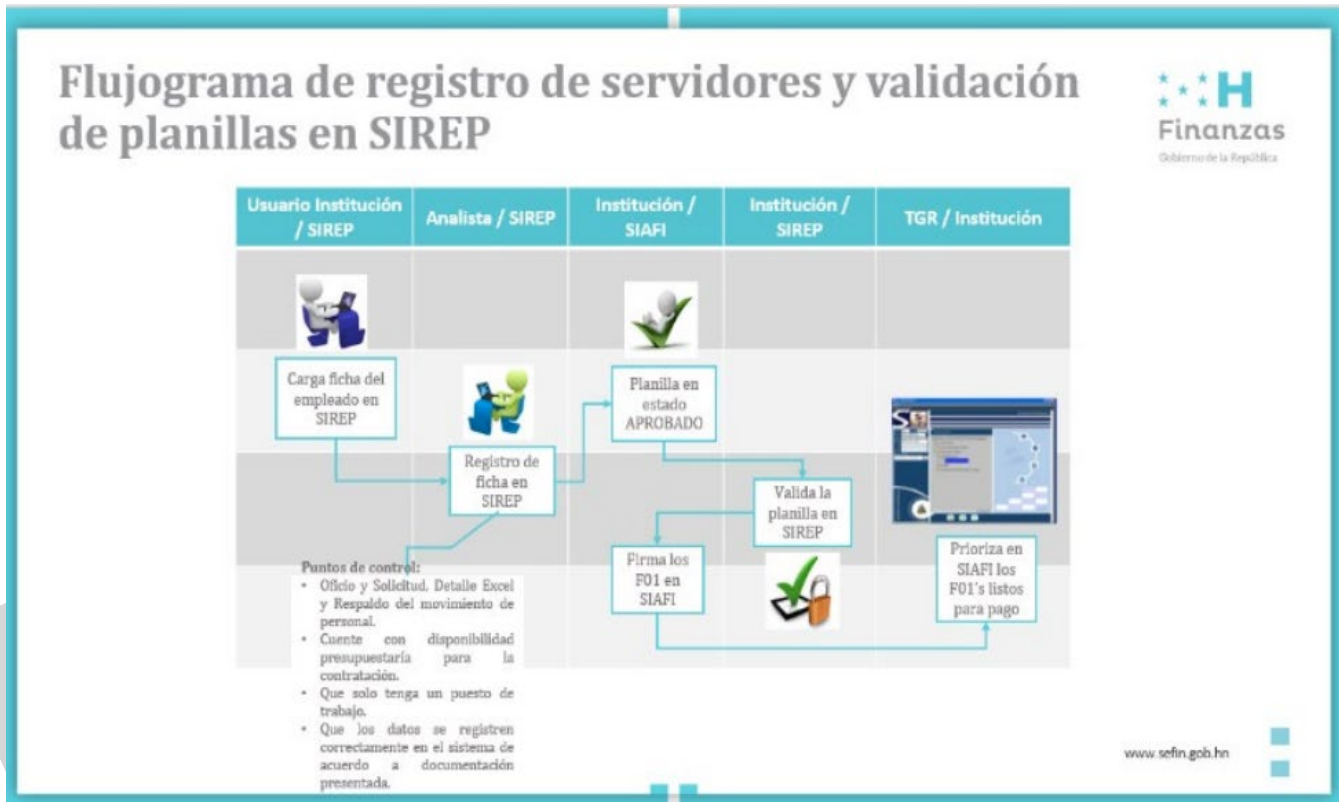 Flujograma de registro de servidores y validación
de planillas en SIREP
H
Finanzas
Gobierno de la República
Usuario Institución
/ SIREP
Analista / SIREP
Institución /
SIAFI
Institución /
SIREP
TGR / Institución
Carga ficha del
empleado en
SIREP
Registro de
ficha en
SIREP
Planilla en
estado
APROBADO
Valida la
planilla en
SIREP
Firma los
F01 en
SIAFI
Prioriza en
SIAFI los
F01's listos
para pago
Puntos de control:
• Oficio y Solicitud, Detalle Excel
y Respaldo del movimiento de
personal.
• Cuente con disponibilidad
presupuestaría para la
contratación.
• Que solo tenga un puesto de
trabajo.
• Que los datos se registren
correctamente en el sistema de
acuerdo a documentación
presentada.
www.sefin.gob.hn